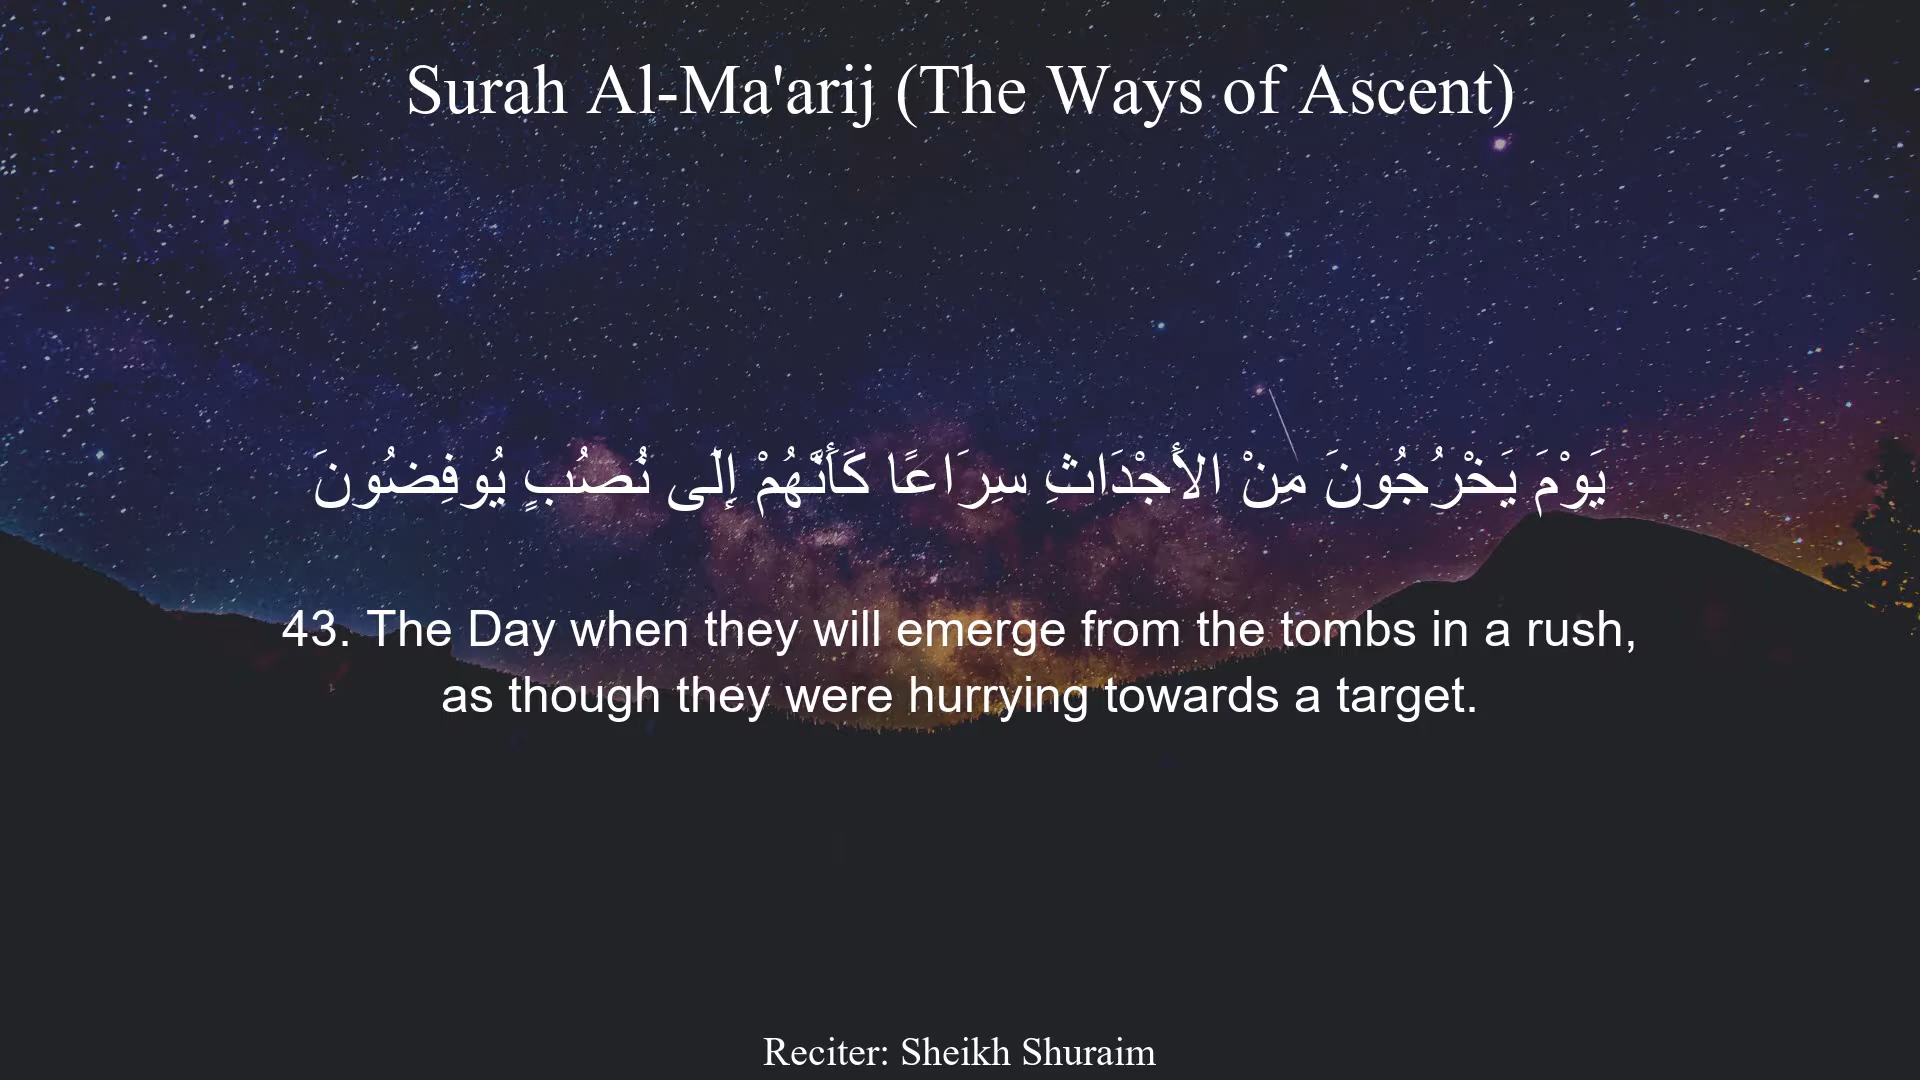 Surah Al-Ma'arij (The Ways of Ascent)
يَوْمَ يَخْرُجُونَ مِنْ الأَجْدَاثِ سِرَاعًا كَأَنَّهُمْ إِلَى نُصُبٍ يُوفِضُونَ
43. The Day when they will emerge from the tombs in a rush,
as though they were hurrying towards a target.
Reciter: Sheikh Shuraim